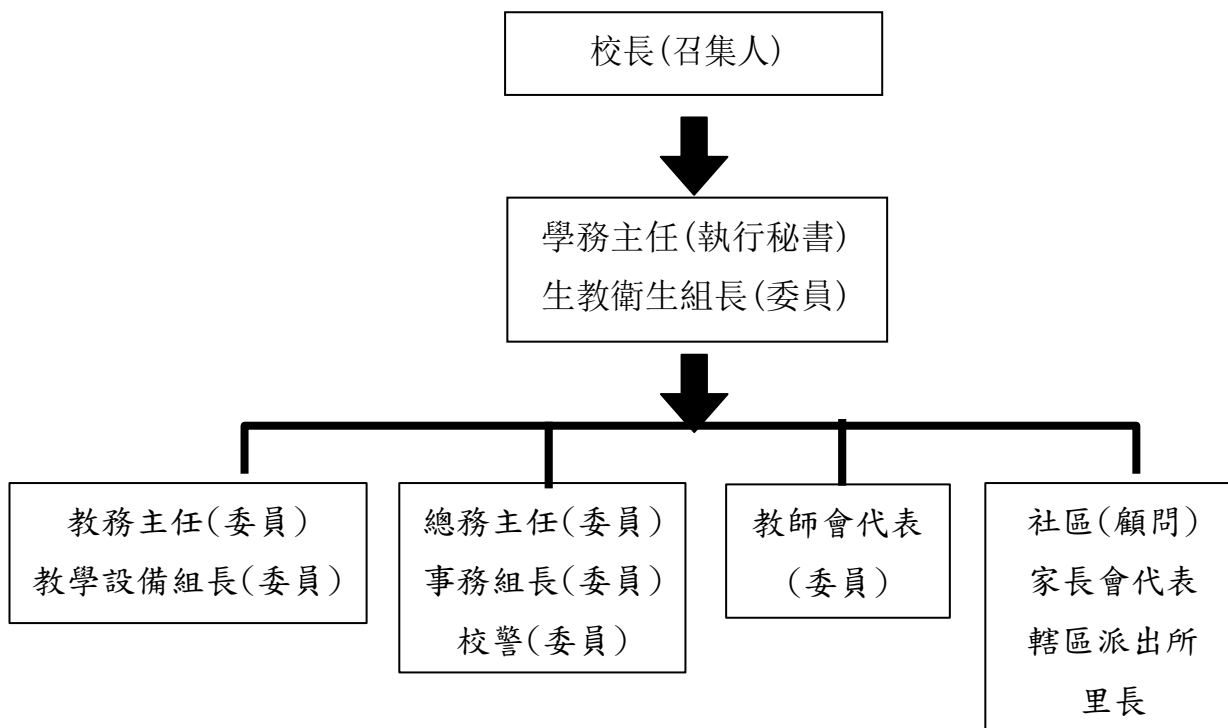 校長(召集人)
學務主任(執行秘書)
生教衛生組長(委員)
教務主任(委員)
教學設備組長(委員)
總務主任(委員)
事務組長(委員)
校警(委員)
教師會代表
(委員)
社區(顧問)
家長會代表
轄區派出所
里長